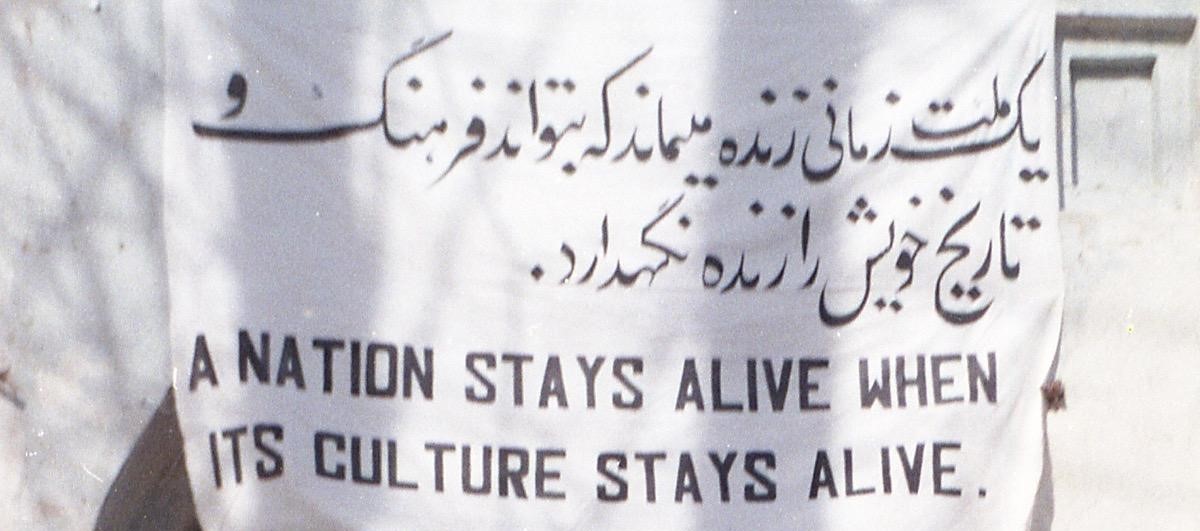 یک ملت زمانی زنده میماند که بتواند فرهنگ و
تاریخ خویش را زنده نگهدارد.
A NATION STAYS ALIVE WHEN
ITS CULTURE STAYS ALIVE.